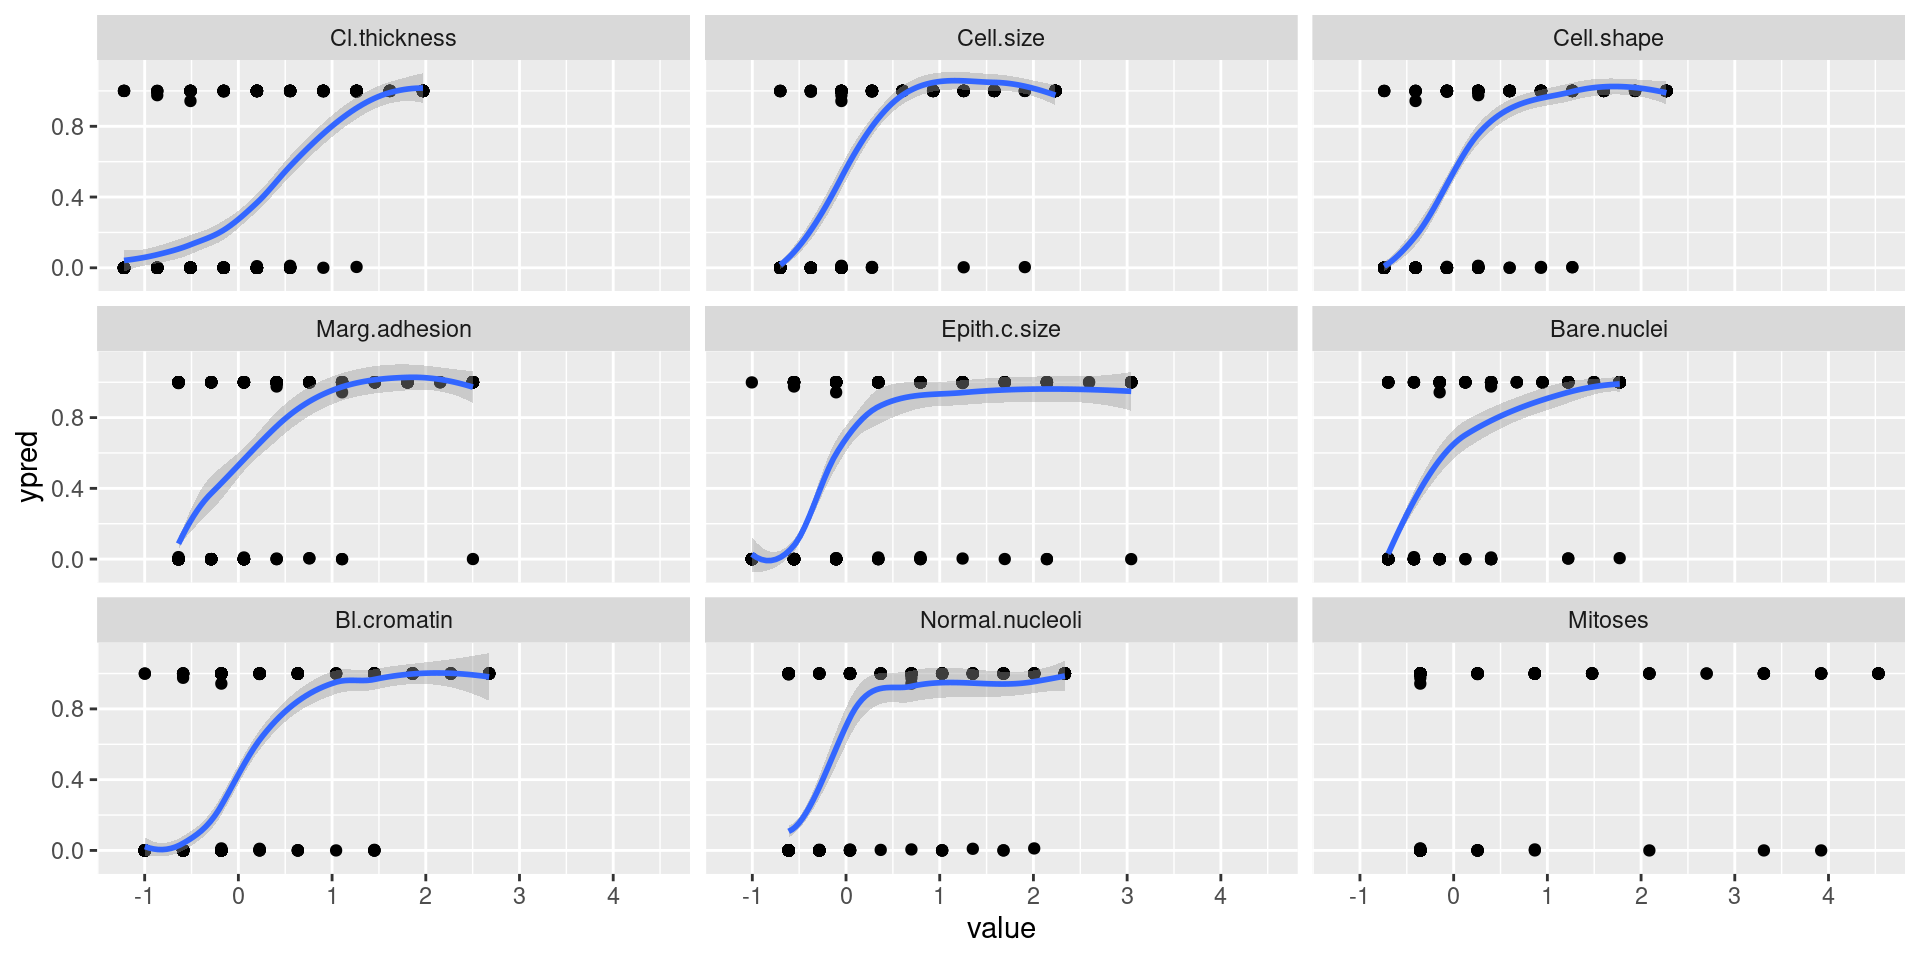 Cl.thickness Cell.size Cell.shape
0.8
0.4
0.0
Marg.adhesion Epith.c.size Bare.nuclei
0.8
0.4
0.0
ypred
Bl.cromatin Normal.nucleoli Mitoses
0.8
0.4
0.0
-1 0 1 2 3 4 -1 0 1 2 3 4 -1 0 1 2 3 4
value